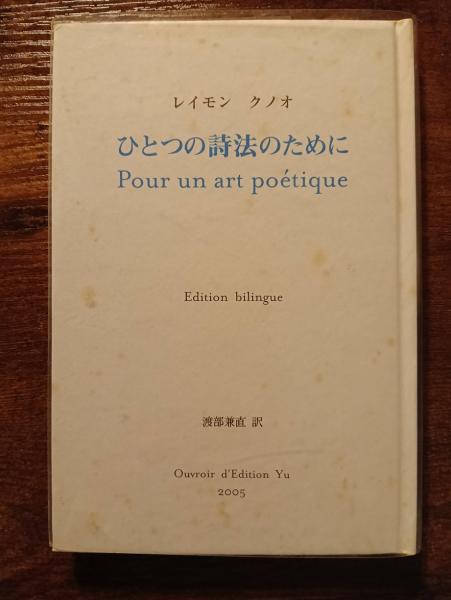 レイモン　クノオ
ひとつの詩法のために
Pour un art poétique
Edition bilingue
渡部兼直 訳
Ouvroir d'Edition Yu
2005